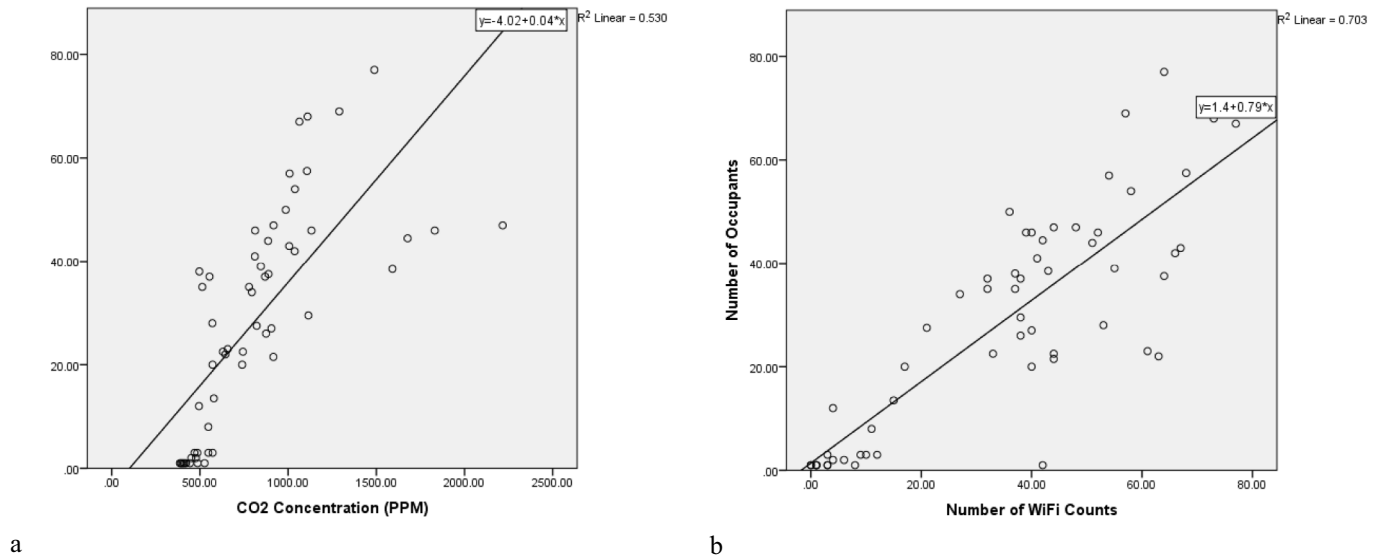 y=-4.02+0.04*x
R² Linear = 0.530
80.00
60.00
40.00
20.00
.00
.00 500.00 1000.00 1500.00 2000.00 2500.00
CO2 Concentration (PPM)
a
R² Linear = 0.703
y=1.4+0.79*x
Number of Occupants
80.00
60.00
40.00
20.00
.00
.00 20.00 40.00 60.00 80.00
Number of WiFi Counts
b